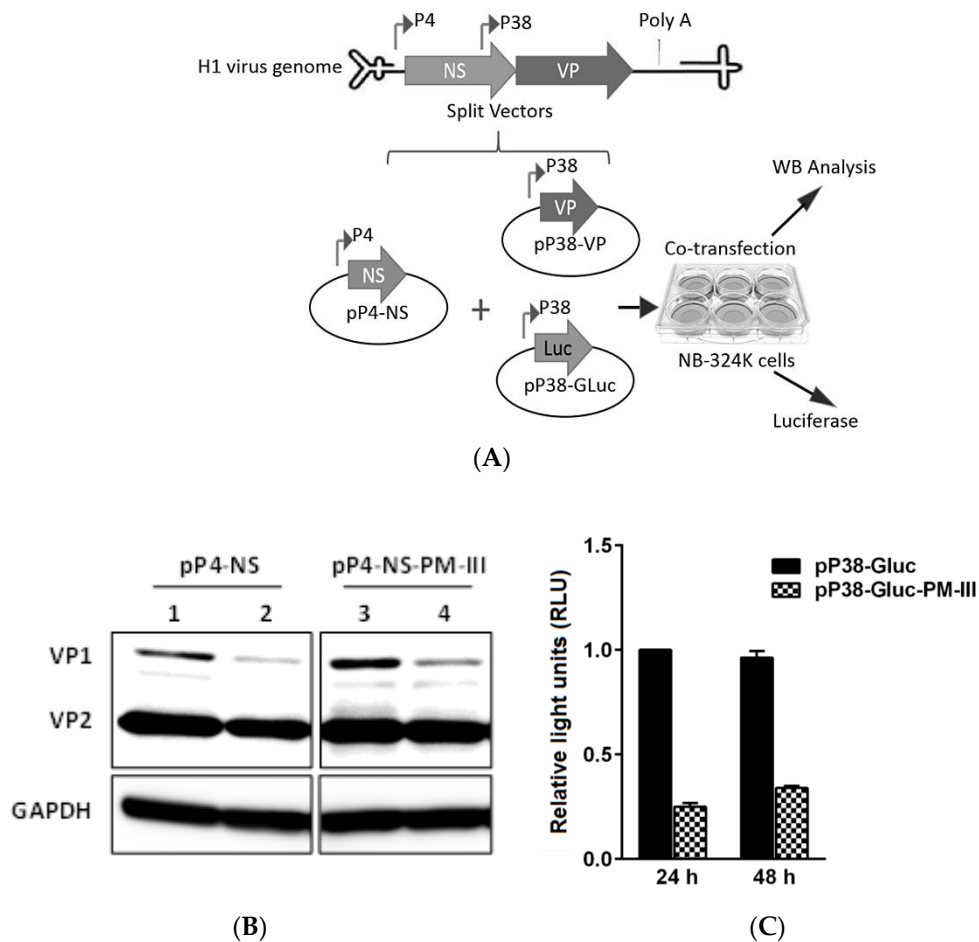 P4
P38
Poly A
H1 virus genome
NS
VP
Split Vectors
P38
WB Analysis
VP
pP38-VP
Co-transfection
P4
NS
pP4-NS
+
P38
Luc
pP38-GLuc
NB-324K cells
Luciferase
(A)
pP4-NS
pP4-NS-PM-III
1
2
3
4
VP1
VP2
GAPDH
(B)
Relative light units (RLU)
1.5
1.0
0.5
0.0
pP38-Gluc
pP38-Gluc-PM-III
24 h
48 h
(C)